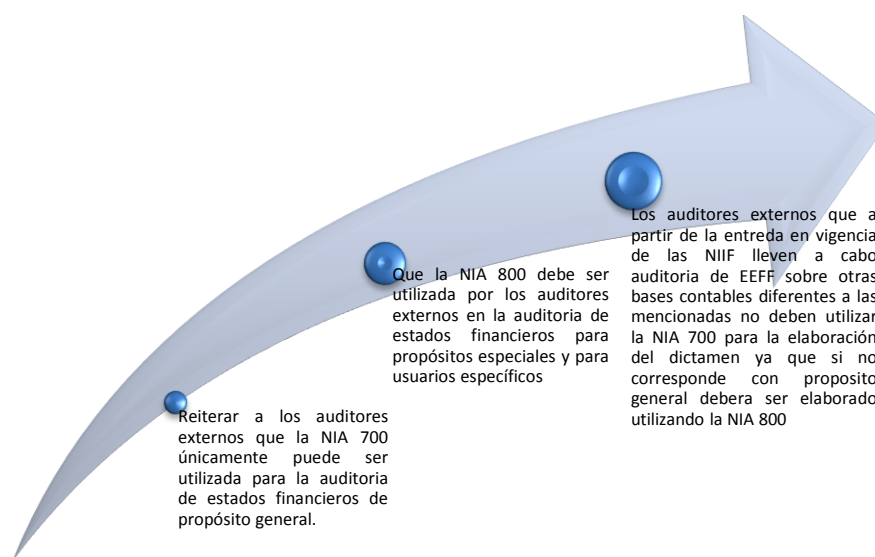 Reiterar a los auditores
externos que la NIA 700
únicamente puede ser
utilizada para la auditoria
de estados financieros de
propósito general.
Que la NIA 800 debe ser
utilizada por los auditores
externos en la auditoria de
estados financieros para
propósitos especiales y para
usuarios específicos
Los auditores externos que a
partir de la entreda en vigencia
de las NIIF lleven a cabo
auditoria de EEFF sobre otras
bases contables diferentes a las
mencionadas no deben utilizar
la NIA 700 para la elaboración
del dictamen ya que si no
corresponde con proposito
general debera ser elaborado
utilizando la NIA 800